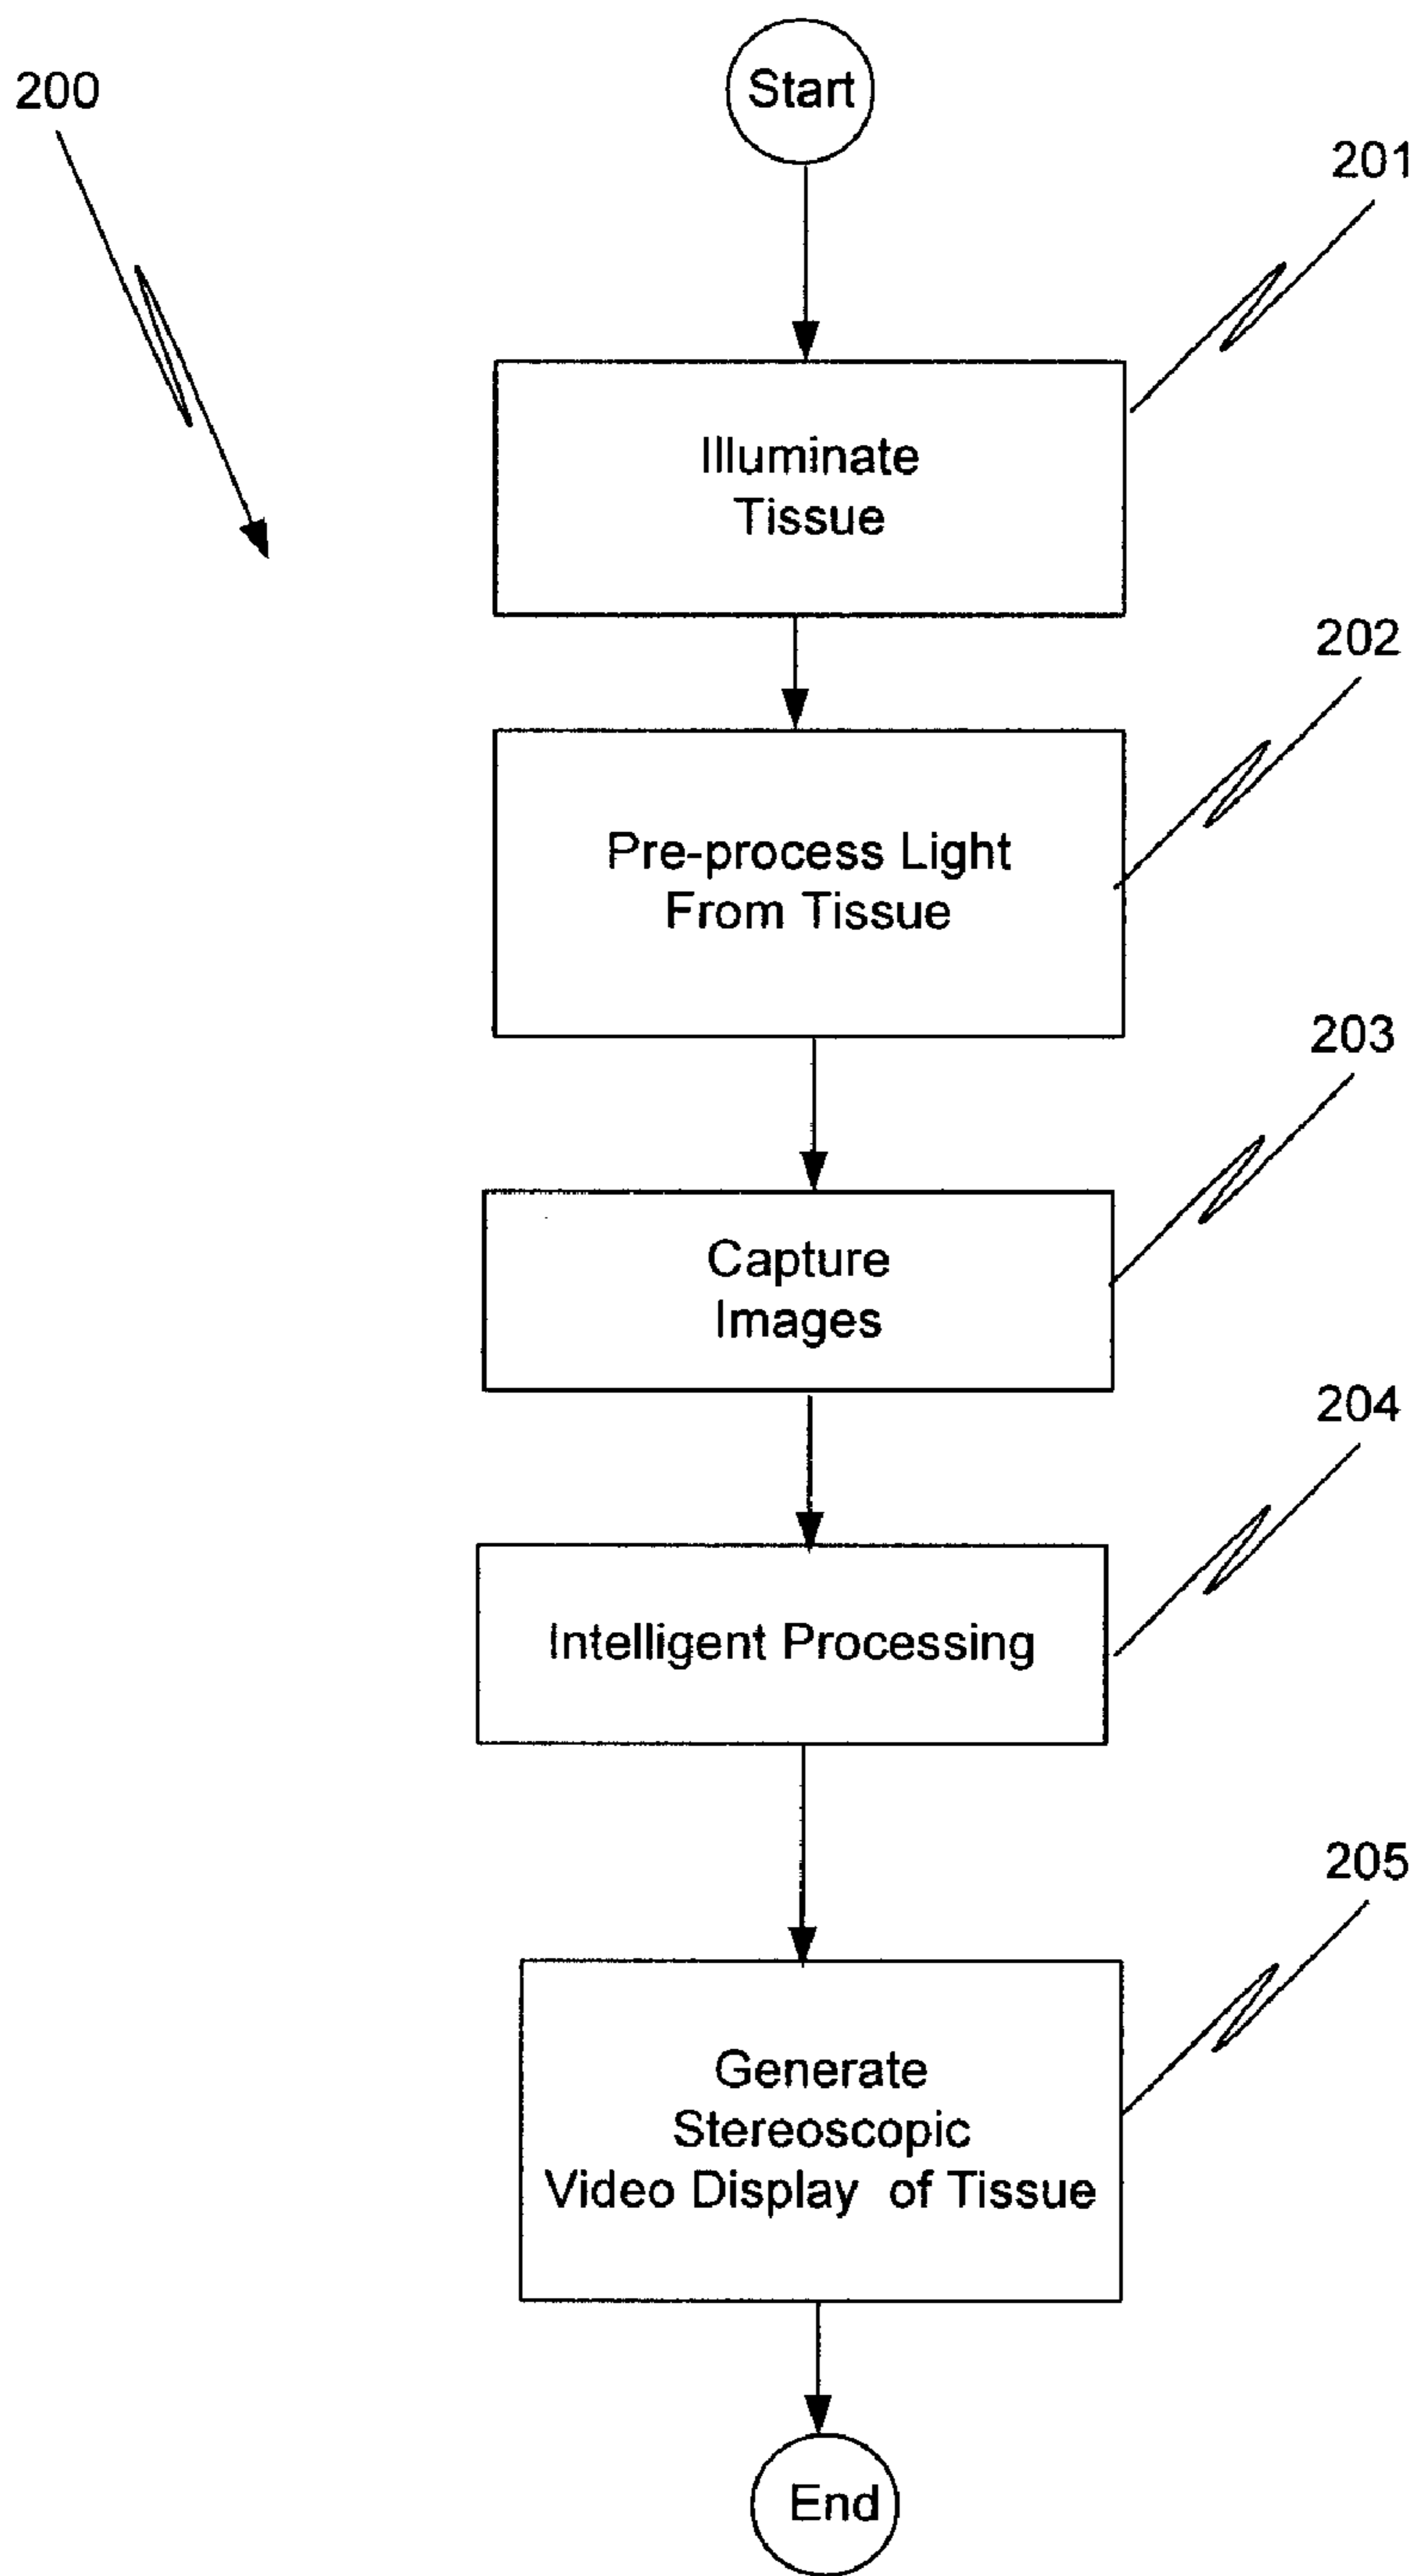 200
Start
201
Illuminate
Tissue
202
Pre-process Light
From Tissue
203
Capture
Images
204
Intelligent Processing
205
Generate
Stereoscopic
Video Display of Tissue
End